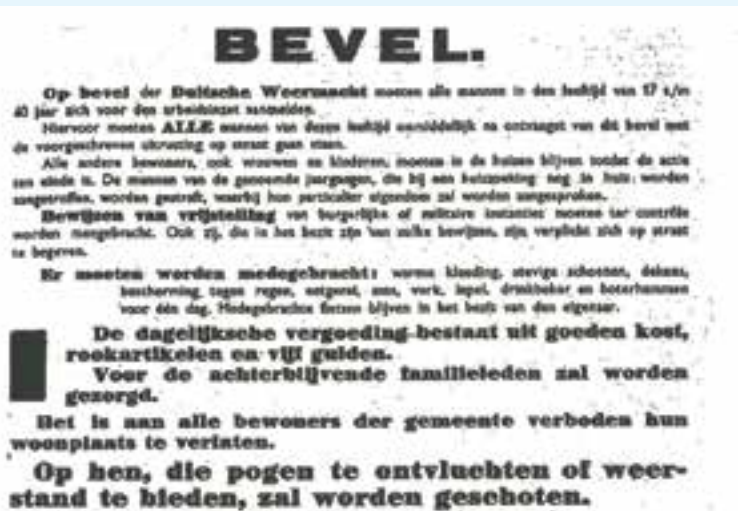 BEVEL.
Op bevel der Duitsche Weermacht moeten alle mannen in den leeftijd van 17 t/m
40 jaar zich voor den arbeidsinzet aanmelden.
Hiervoor moeten ALLE mannen van dezen leeftijd onmiddellijk na ontvangst van dit bevel met
de voorgeschreven uitrusting op straat gaan staan.
Alle andere bewoners, ook vrouwen en kinderen, moeten in de huizen blijven totdat de actie
ten einde is. De mannen van de genoemde jaargangen, die bij een huiszoeking nog in huis worden
aangetroffen, worden gestraft, waarbij hun particulier eigendom zal worden aangesproken.
Bewijzen van vrijstelling van burgerlijke of militaire instanties moeten ter contrôle
worden meegebracht. Ook zij, die in het bezit zijn van zulke bewijzen, zijn verplicht zich op straat
te begeven.
Er moeten worden medegebracht: warme kleeding, stevige schoenen, dekens,
bescherming tegen regen, eetgerei, mes, vork, lepel, drinkbeker en boterhammen
voor één dag. Medegebrachte fietsen blijven in het bezit van den eigenaar.
De dagelijksche vergoeding bestaat uit goeden kost,
rookartikelen en vijf gulden.
Voor de achterblijvende familieleden zal worden
gezorgd.
Het is aan alle bewoners der gemeente verboden hun
woonplaats te verlaten.
Op hen, die pogen te ontvluchten of weer-
stand te bieden, zal worden geschoten.